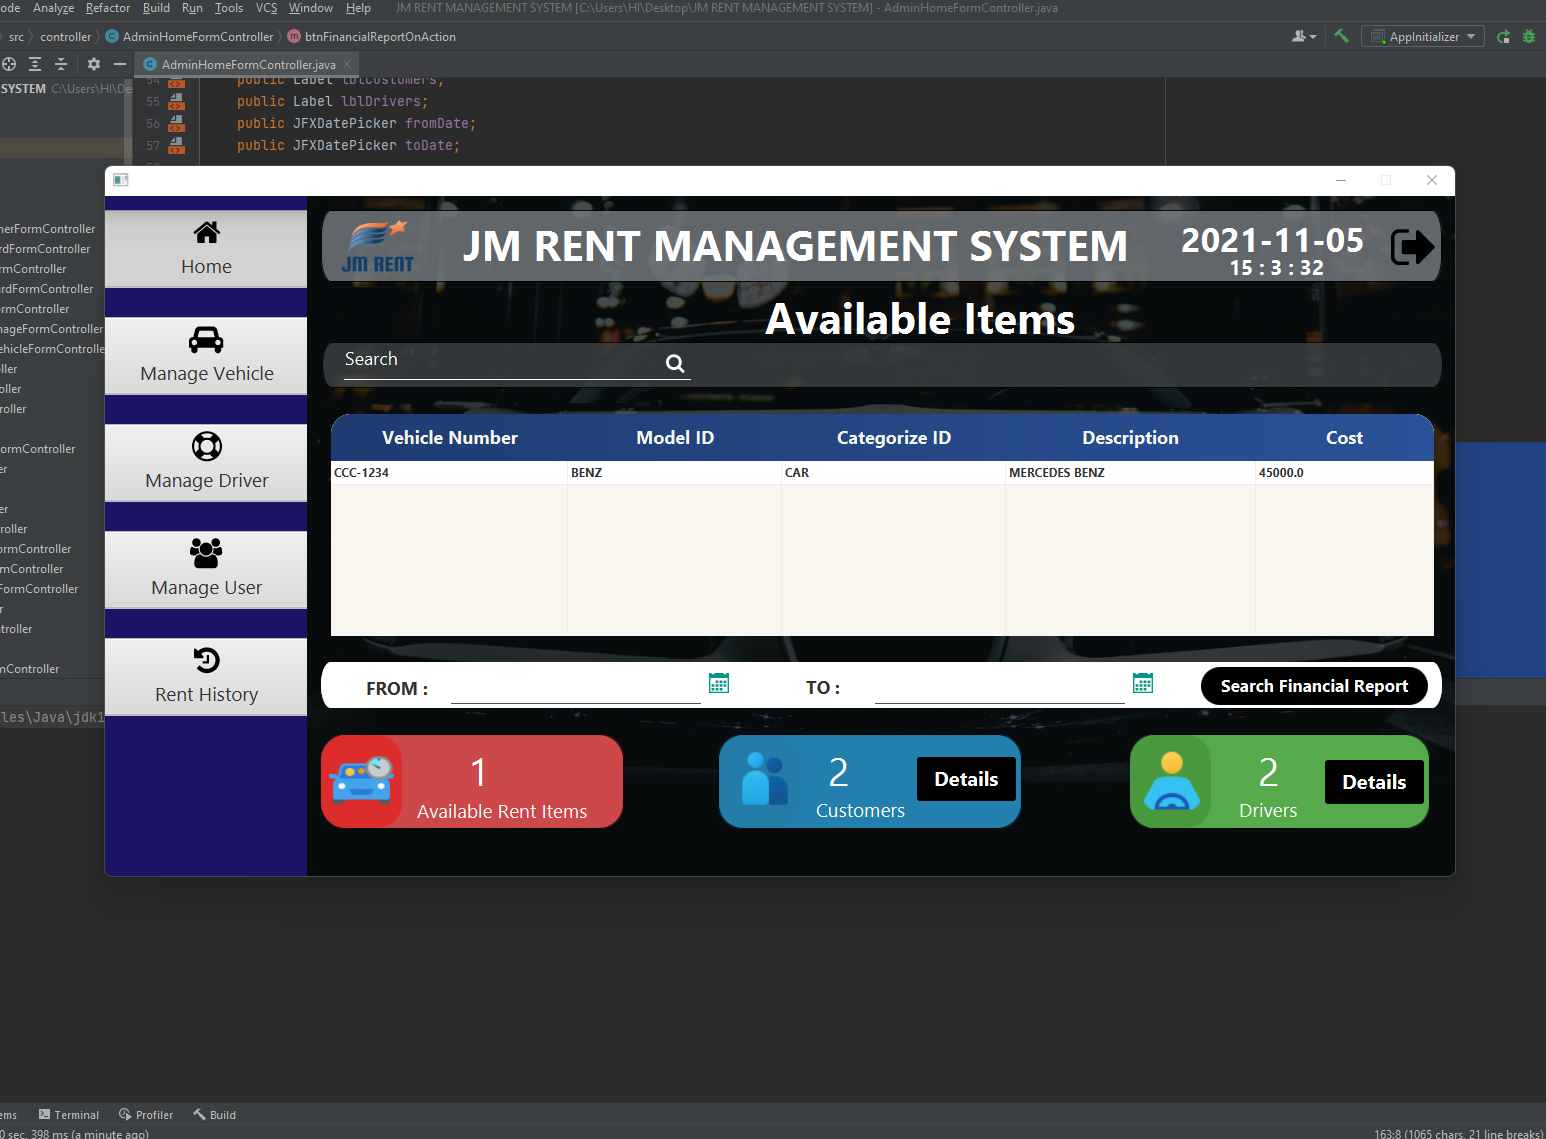 ode Analyze Refactor Build Run Tools VCS Window Help JM RENT MANAGEMENT SYSTEM [C:\Users\HI\Desktop\JM RENT MANAGEMENT SYSTEM] - AdminHomeFormController.java
src controller AdminHomeFormController btnFinancialReportOnAction AppInitializer
AdminHomeFormController.java
SYSTEM C:\Users\HI\De
54 public Label lblCustomers;
55 public Label lblDrivers;
56 public JFXDatePicker fromDate;
57 public JFXDatePicker toDate;
nerFormController
rdFormController
rmController
ardFormController
ormController
nageFormController
ehicleFormControlle
ller
oller
roller
ormController
er
er
roller
ormController
mController
FormController
r
troller
mController
les\Java\jdk1
Home
Manage Vehicle
Manage Driver
Manage User
Rent History
JM RENT
JM RENT MANAGEMENT SYSTEM
2021-11-05
15 : 3 : 32
Available Items
Search
Vehicle Number Model ID Categorize ID Description Cost
CCC-1234 BENZ CAR MERCEDES BENZ 45000.0
FROM : TO : Search Financial Report
1
Available Rent Items
2
Customers
Details
2
Drivers
Details
ems Terminal Profiler Build
0 sec, 398 ms (a minute ago) 163:8 (1065 chars, 21 line breaks)